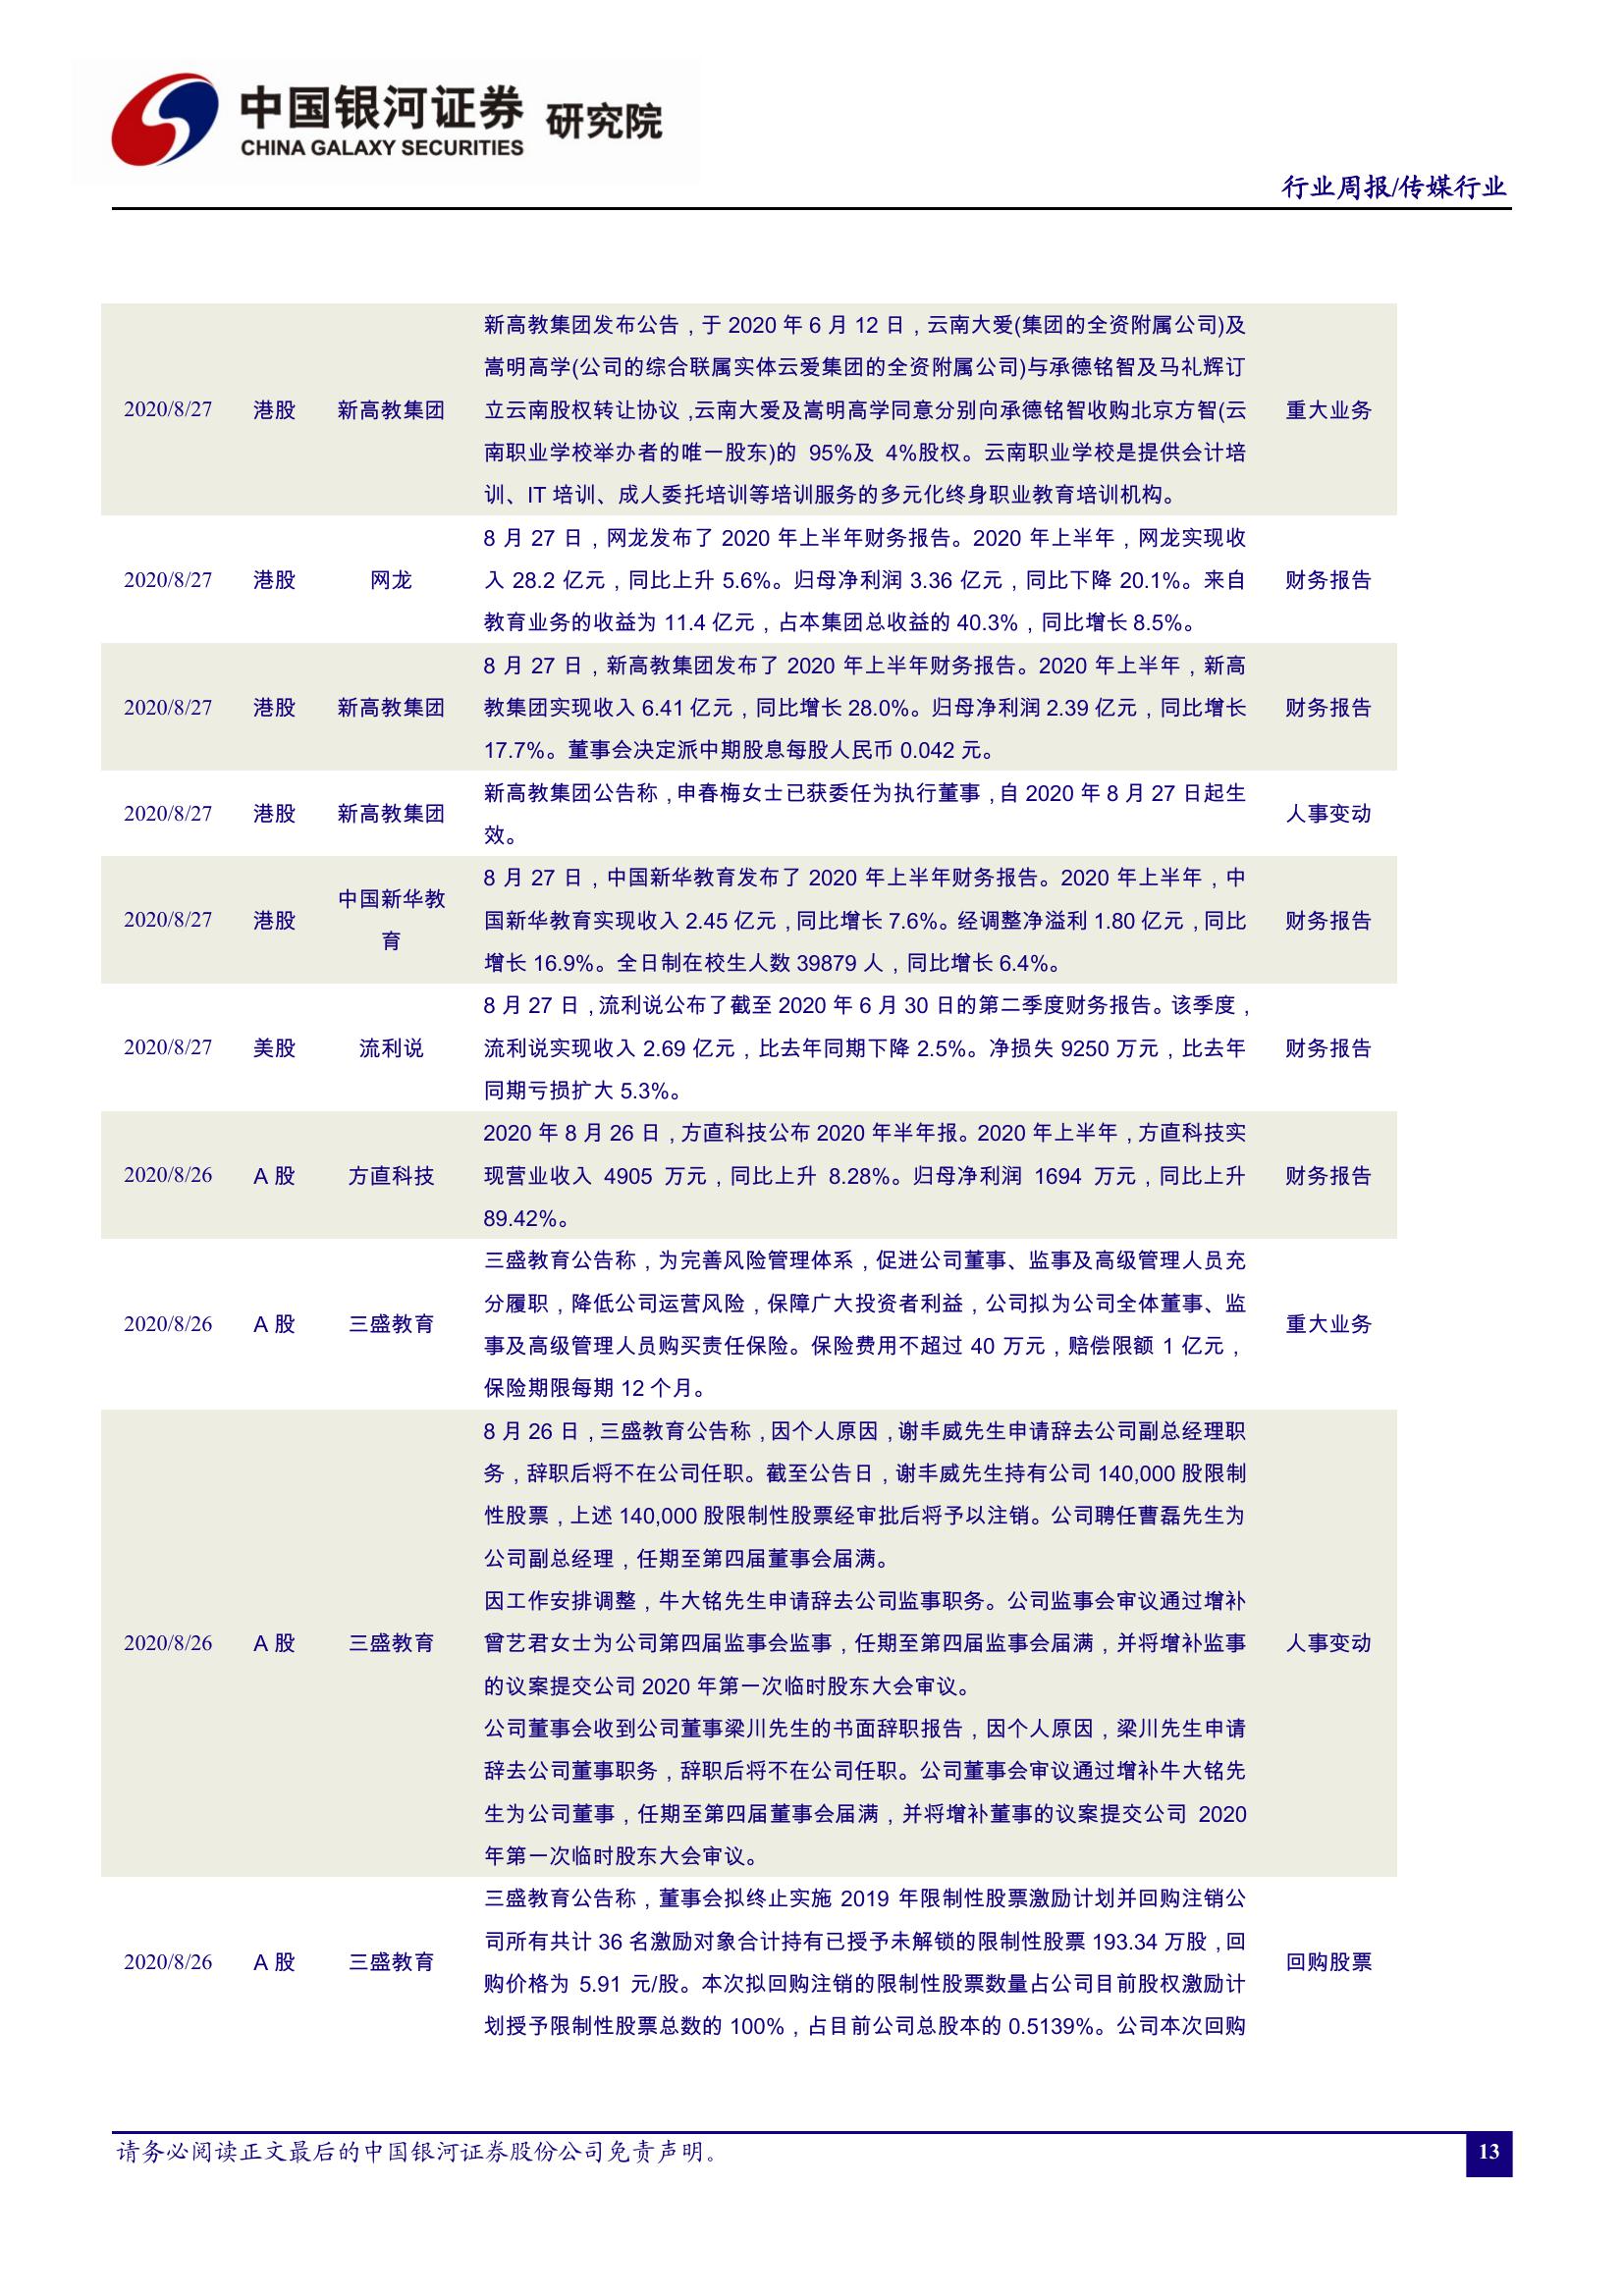 中国银河证券 研究院
CHINA GALAXY SECURITIES
行业周报/传媒行业
新高教集团发布公告，于 2020 年 6 月 12 日，云南大爱(集团的全资附属公司)及
嵩明高学(公司的综合联属实体云爱集团的全资附属公司)与承德铭智及马礼辉订
2020/8/27 港股 新高教集团 立云南股权转让协议，云南大爱及嵩明高学同意分别向承德铭智收购北京方智(云 重大业务
南职业学校举办者的唯一股东)的 95%及 4%股权。云南职业学校是提供会计培
训、IT 培训、成人委托培训等培训服务的多元化终身职业教育培训机构。
8 月 27 日，网龙发布了 2020 年上半年财务报告。2020 年上半年，网龙实现收
2020/8/27 港股 网龙 入 28.2 亿元，同比上升 5.6%。归母净利润 3.36 亿元，同比下降 20.1%。来自 财务报告
教育业务的收益为 11.4 亿元，占本集团总收益的 40.3%，同比增长 8.5%。
8 月 27 日，新高教集团发布了 2020 年上半年财务报告。2020 年上半年，新高
2020/8/27 港股 新高教集团 教集团实现收入 6.41 亿元，同比增长 28.0%。归母净利润 2.39 亿元，同比增长 财务报告
17.7%。董事会决定派中期股息每股人民币 0.042 元。
新高教集团公告称，申春梅女士已获委任为执行董事，自 2020 年 8 月 27 日起生
2020/8/27 港股 新高教集团 人事变动
效。
8 月 27 日，中国新华教育发布了 2020 年上半年财务报告。2020 年上半年，中
中国新华教
2020/8/27 港股 国新华教育实现收入 2.45 亿元，同比增长 7.6%。经调整净溢利 1.80 亿元，同比 财务报告
育
增长 16.9%。全日制在校生人数 39879 人，同比增长 6.4%。
8 月 27 日，流利说公布了截至 2020 年 6 月 30 日的第二季度财务报告。该季度，
2020/8/27 美股 流利说 流利说实现收入 2.69 亿元，比去年同期下降 2.5%。净损失 9250 万元，比去年 财务报告
同期亏损扩大 5.3%。
2020 年 8 月 26 日，方直科技公布 2020 年半年报。2020 年上半年，方直科技实
2020/8/26 A 股 方直科技 现营业收入 4905 万元，同比上升 8.28%。归母净利润 1694 万元，同比上升 财务报告
89.42%。
三盛教育公告称，为完善风险管理体系，促进公司董事、监事及高级管理人员充
分履职，降低公司运营风险，保障广大投资者利益，公司拟为公司全体董事、监
2020/8/26 A 股 三盛教育 重大业务
事及高级管理人员购买责任保险。保险费用不超过 40 万元，赔偿限额 1 亿元，
保险期限每期 12 个月。
8 月 26 日，三盛教育公告称，因个人原因，谢丰威先生申请辞去公司副总经理职
务，辞职后将不在公司任职。截至公告日，谢丰威先生持有公司 140,000 股限制
性股票，上述 140,000 股限制性股票经审批后将予以注销。公司聘任曹磊先生为
公司副总经理，任期至第四届董事会届满。
因工作安排调整，牛大铭先生申请辞去公司监事职务。公司监事会审议通过增补
2020/8/26 A 股 三盛教育 曾艺君女士为公司第四届监事会监事，任期至第四届监事会届满，并将增补监事 人事变动
的议案提交公司 2020 年第一次临时股东大会审议。
公司董事会收到公司董事梁川先生的书面辞职报告，因个人原因，梁川先生申请
辞去公司董事职务，辞职后将不在公司任职。公司董事会审议通过增补牛大铭先
生为公司董事，任期至第四届董事会届满，并将增补董事的议案提交公司 2020
年第一次临时股东大会审议。
三盛教育公告称，董事会拟终止实施 2019 年限制性股票激励计划并回购注销公
司所有共计 36 名激励对象合计持有已授予未解锁的限制性股票 193.34 万股，回
2020/8/26 A 股 三盛教育 回购股票
购价格为 5.91 元/股。本次拟回购注销的限制性股票数量占公司目前股权激励计
划授予限制性股票总数的 100%，占目前公司总股本的 0.5139%。公司本次回购
请务必阅读正文最后的中国银河证券股份公司免责声明。 13